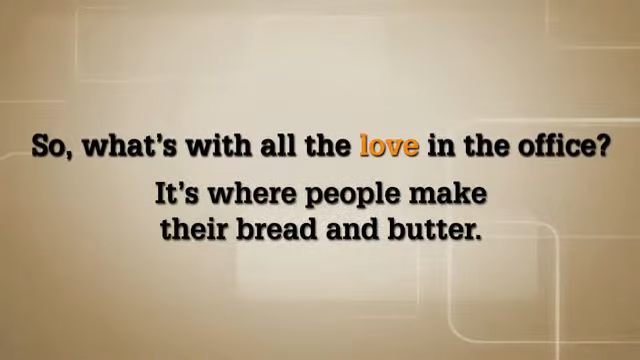 So, what's with all the love in the office?
It's where people make
their bread and butter.